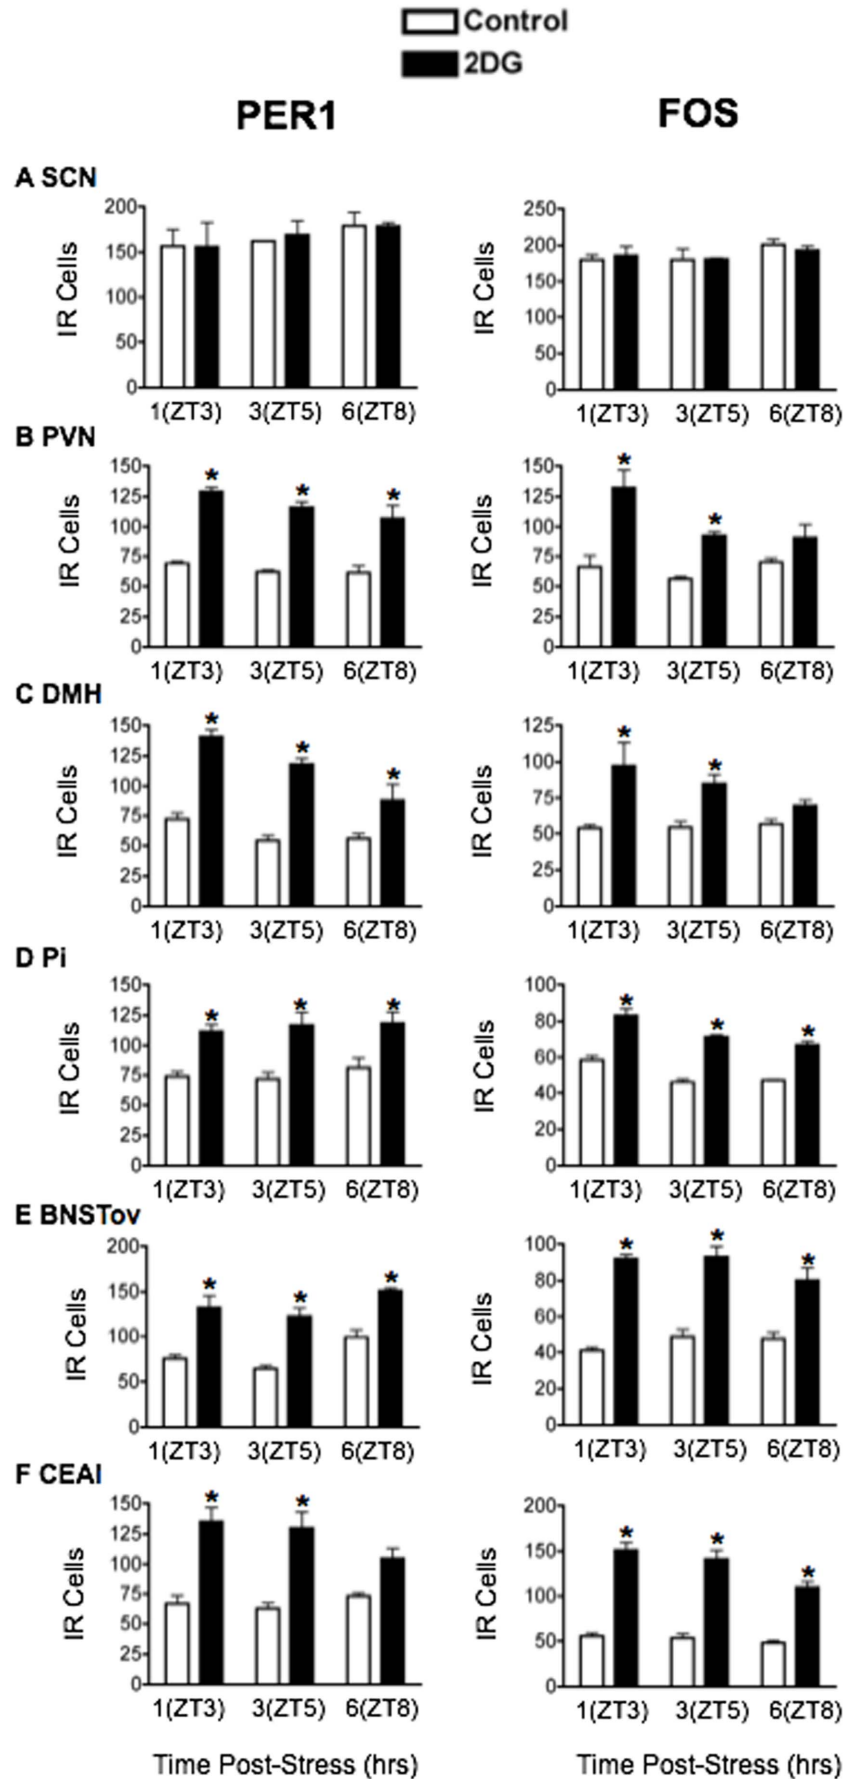 Control
2DG
PER1 FOS
A SCN
200 150 100 50 0
IR Cells
1(ZT3) 3(ZT5) 6(ZT8)
250 200 150 100 50 0
IR Cells
1(ZT3) 3(ZT5) 6(ZT8)
B PVN
150 125 100 75 50 25 0
IR Cells
* * *
1(ZT3) 3(ZT5) 6(ZT8)
150 125 100 75 50 25 0
IR Cells
* *
1(ZT3) 3(ZT5) 6(ZT8)
C DMH
150 125 100 75 50 25 0
IR Cells
* * *
1(ZT3) 3(ZT5) 6(ZT8)
125 100 75 50 25 0
IR Cells
* *
1(ZT3) 3(ZT5) 6(ZT8)
D Pi
150 125 100 75 50 25 0
IR Cells
* * *
1(ZT3) 3(ZT5) 6(ZT8)
100 80 60 40 20 0
IR Cells
* * *
1(ZT3) 3(ZT5) 6(ZT8)
E BNSTov
200 150 100 50 0
IR Cells
* * *
1(ZT3) 3(ZT5) 6(ZT8)
100 80 60 40 20 0
IR Cells
* * *
1(ZT3) 3(ZT5) 6(ZT8)
F CEAl
150 125 100 75 50 25 0
IR Cells
* *
1(ZT3) 3(ZT5) 6(ZT8)
200 150 100 50 0
IR Cells
* * *
1(ZT3) 3(ZT5) 6(ZT8)
Time Post-Stress (hrs) Time Post-Stress (hrs)